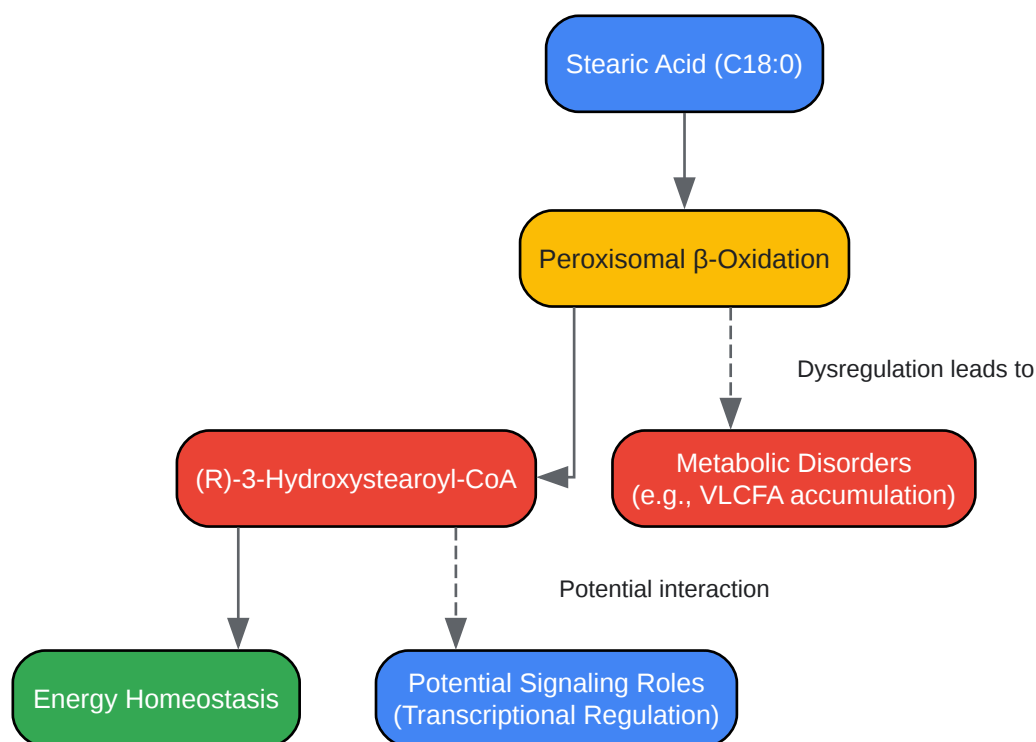 Stearic Acid (C18:0)
Peroxisomal β-Oxidation
Dysregulation leads to
(R)-3-Hydroxystearoyl-CoA
Metabolic Disorders
(e.g., VLCFA accumulation)
Potential interaction
Energy Homeostasis
Potential Signaling Roles
(Transcriptional Regulation)